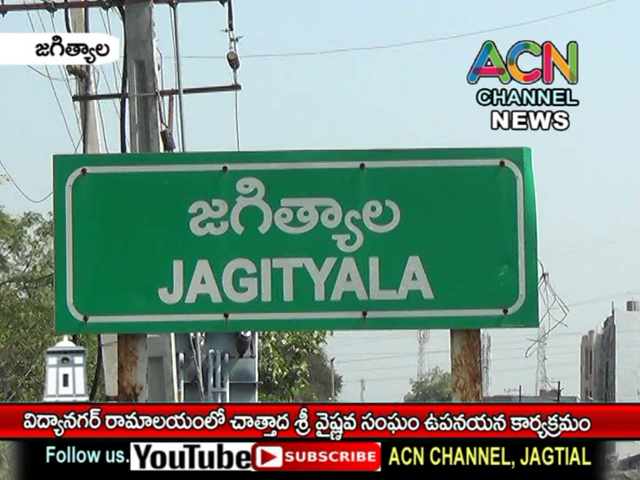 జగిత్యాల
ACN
CHANNEL
NEWS
జగిత్యాల
JAGITYALA
విద్యానగర్ రామాలయంలో చాత్తాద శ్రీ వైష్ణవ సంఘం ఉపనయన కార్యక్రమం
Follow us. YouTube SUBSCRIBE ACN CHANNEL, JAGTIAL